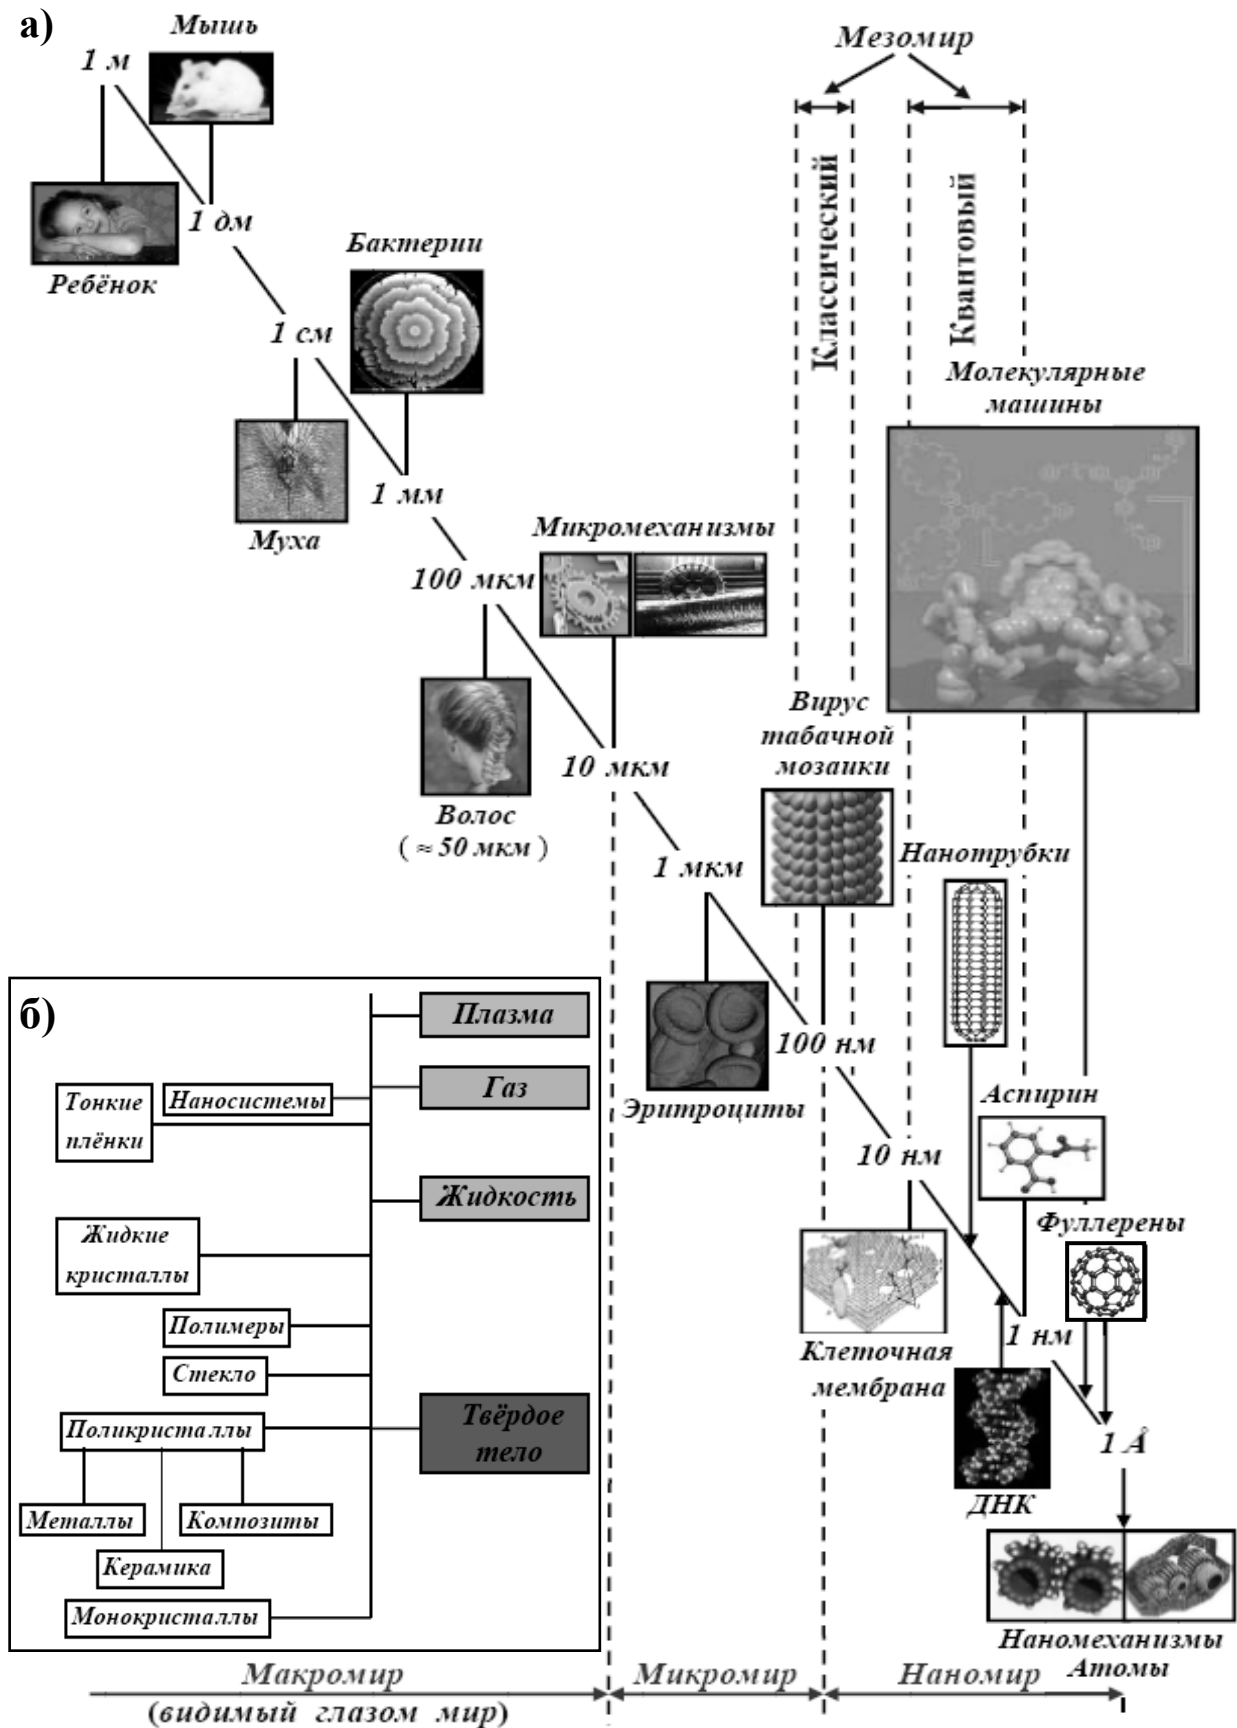 а)
Мышь
1 м
Мезомир
Классический
Квантовый
1 дм
Ребёнок
Бактерии
1 см
Молекулярные
машины
1 мм
Муха
Микромеханизмы
100 мкм
Вирус
табачной
мозаики
10 мкм
Волос
(≈50 мкм)
Нанотрубки
1 мкм
б)
Плазма
100 нм
Эритроциты
Газ
Тонкие
плёнки
Наносистемы
Аспирин
10 нм
Жидкость
Фуллерены
Жидкие
кристаллы
Полимеры
1 нм
Клеточная
мембрана
Стекло
Поликристаллы
Твёрдое
тело
1 Å
ДНК
Металлы
Композиты
Керамика
Монокристаллы
Наномеханизмы
Атомы
Макромир
(видимый глазом мир)
Микромир
Наномир